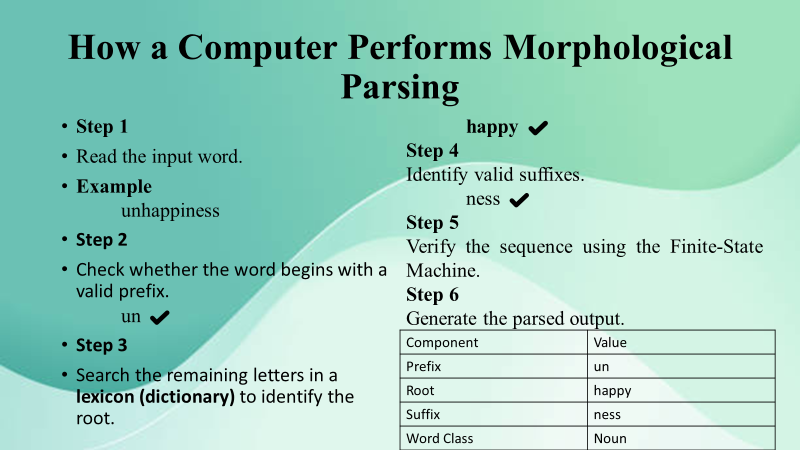 How a Computer Performs Morphological
Parsing
• Step 1
• Read the input word.
• Example
unhappiness
• Step 2
• Check whether the word begins with a
valid prefix.
un ✔
• Step 3
• Search the remaining letters in a
lexicon (dictionary) to identify the
root.
happy ✔
Step 4
Identify valid suffixes.
ness ✔
Step 5
Verify the sequence using the Finite-State
Machine.
Step 6
Generate the parsed output.
Component Value
Prefix un
Root happy
Suffix ness
Word Class Noun